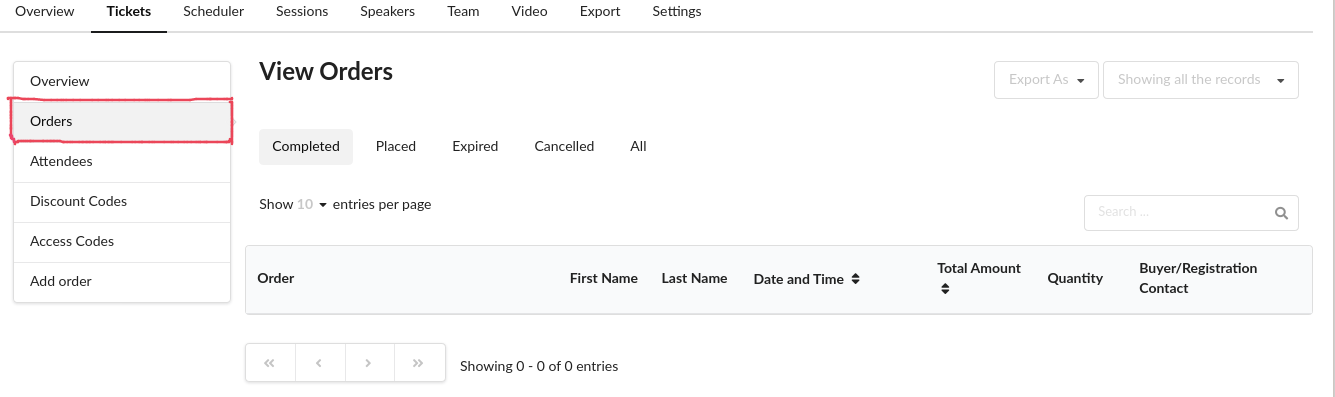 Overview Tickets Scheduler Sessions Speakers Team Video Export Settings
Overview
Orders
Attendees
Discount Codes
Access Codes
Add order
View Orders
Export As
Showing all the records
Completed Placed Expired Cancelled All
Show 10 entries per page
Search ...
Order First Name Last Name Date and Time Total Amount Quantity Buyer/Registration Contact
« ‹ › »
Showing 0 - 0 of 0 entries